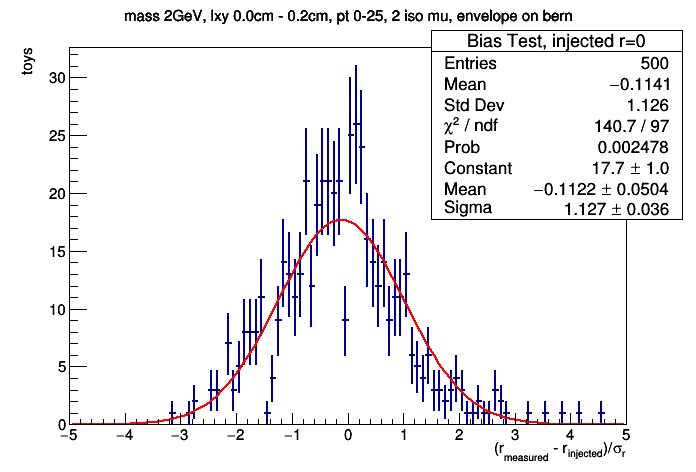 mass 2GeV, lxy 0.0cm - 0.2cm, pt 0-25, 2 iso mu, envelope on bern
Bias Test, injected r=0
Entries 500
Mean −0.1141
Std Dev 1.126
χ² / ndf 140.7 / 97
Prob 0.002478
Constant 17.7 ± 1.0
Mean −0.1122 ± 0.0504
Sigma 1.127 ± 0.036
toys
30
25
20
15
10
5
0
−5 −4 −3 −2 −1 0 1 2 3 4 5
(r_measured - r_injected)/σ_r